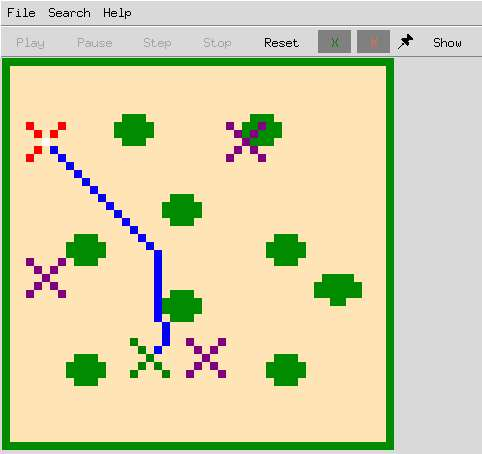 File Search Help
Play Pause Step Stop Reset X X Show